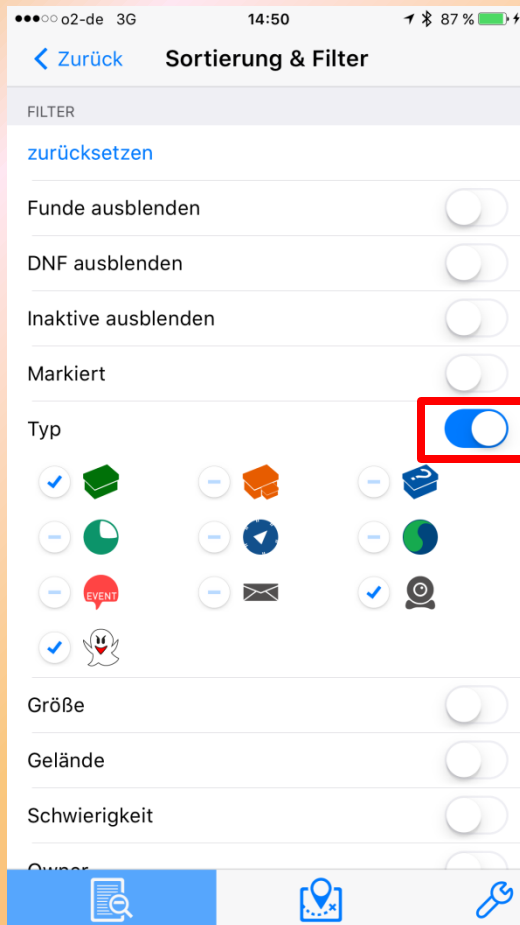 o2-de 3G 14:50 87 %
Zurück Sortierung & Filter
FILTER
zurücksetzen
Funde ausblenden
DNF ausblenden
Inaktive ausblenden
Markiert
Typ
?
EVENT
Größe
Gelände
Schwierigkeit
Owner